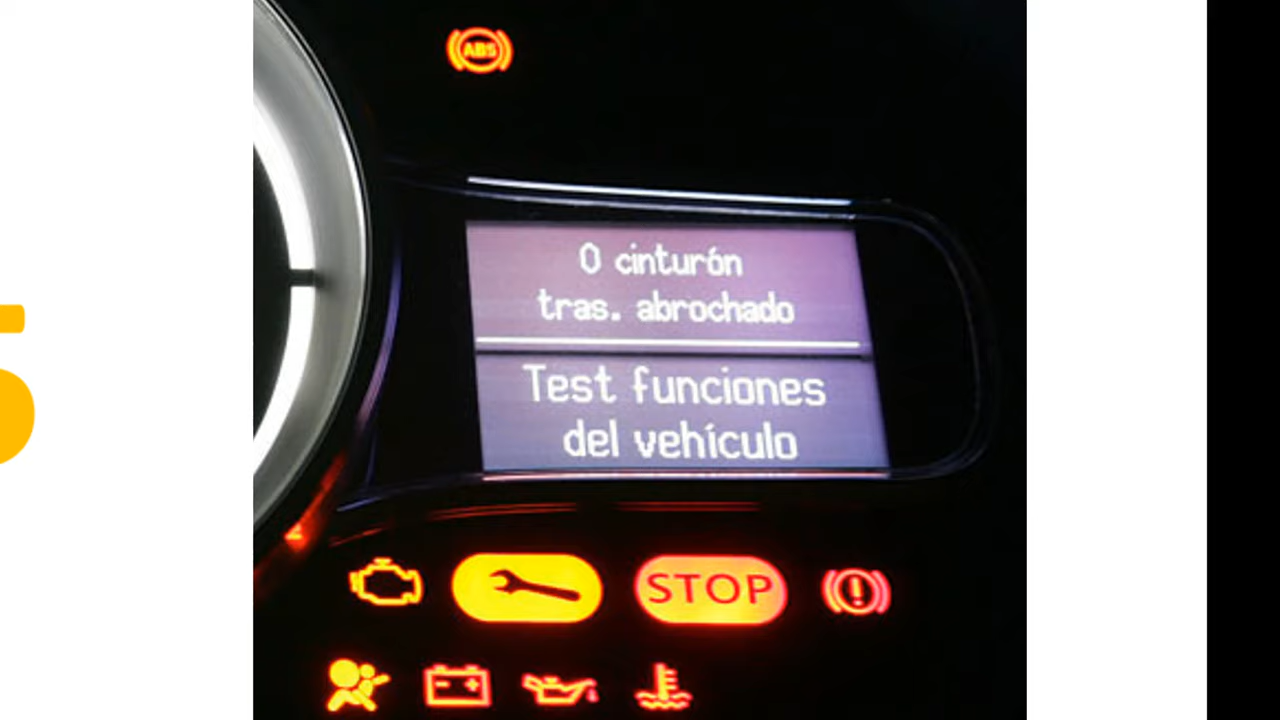 ABS
0 cinturón
tras. abrochado
Test funciones
del vehículo
STOP